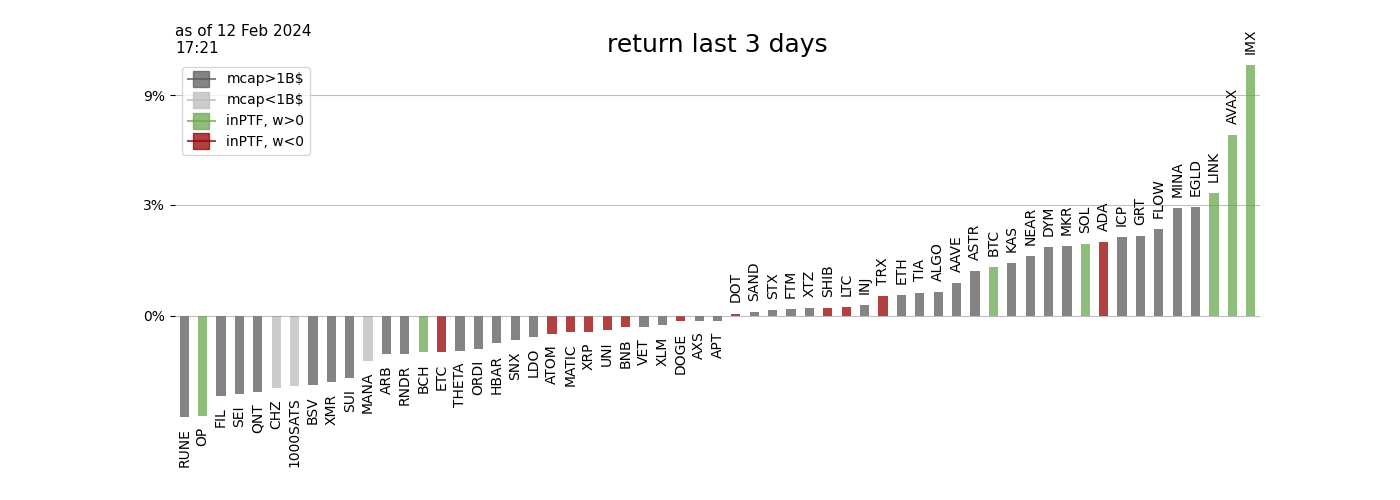 as of 12 Feb 2024
17:21
return last 3 days
mcap>1B$
mcap<1B$
inPTF, w>0
inPTF, w<0
9%
3%
0%
RUNE
OP
FIL
SEI
QNT
CHZ
1000SATS
BSV
XMR
SUI
MANA
ARB
RNDR
BCH
ETC
THETA
ORDI
HBAR
SNX
LDO
ATOM
MATIC
XRP
UNI
BNB
VET
XLM
DOGE
AXS
APT
DOT
SAND
STX
FTM
XTZ
SHIB
LTC
INJ
TRX
ETH
TIA
ALGO
AAVE
ASTR
BTC
KAS
NEAR
DYM
MKR
SOL
ADA
ICP
GRT
FLOW
MINA
EGLD
LINK
AVAX
IMX